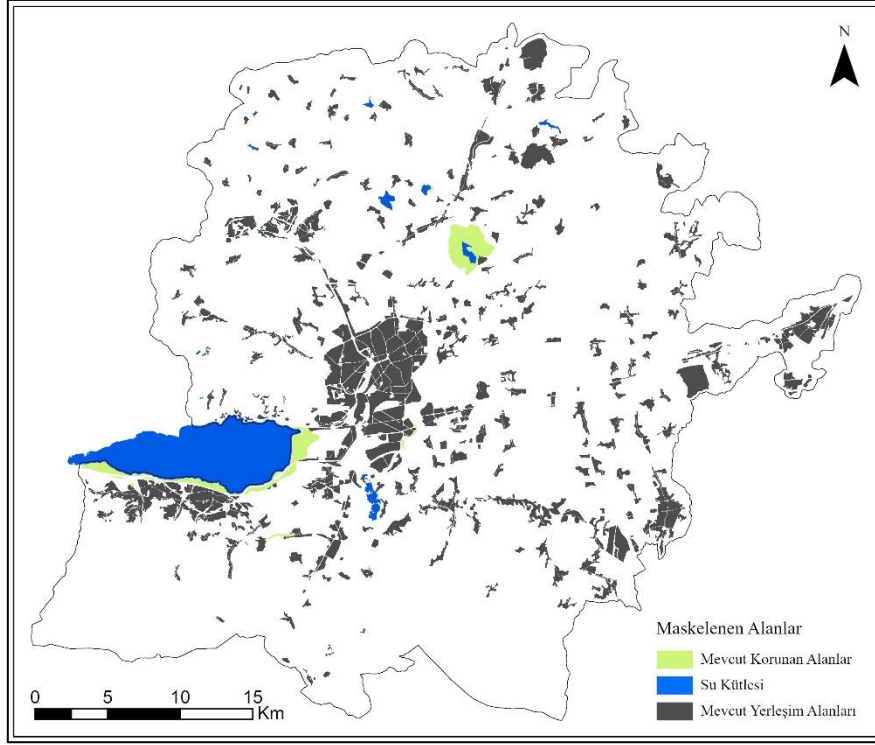 N
Maskelenen Alanlar
Mevcut Korunan Alanlar
Su Kütlesi
Mevcut Yerleşim Alanları
0 5 10 15
Km